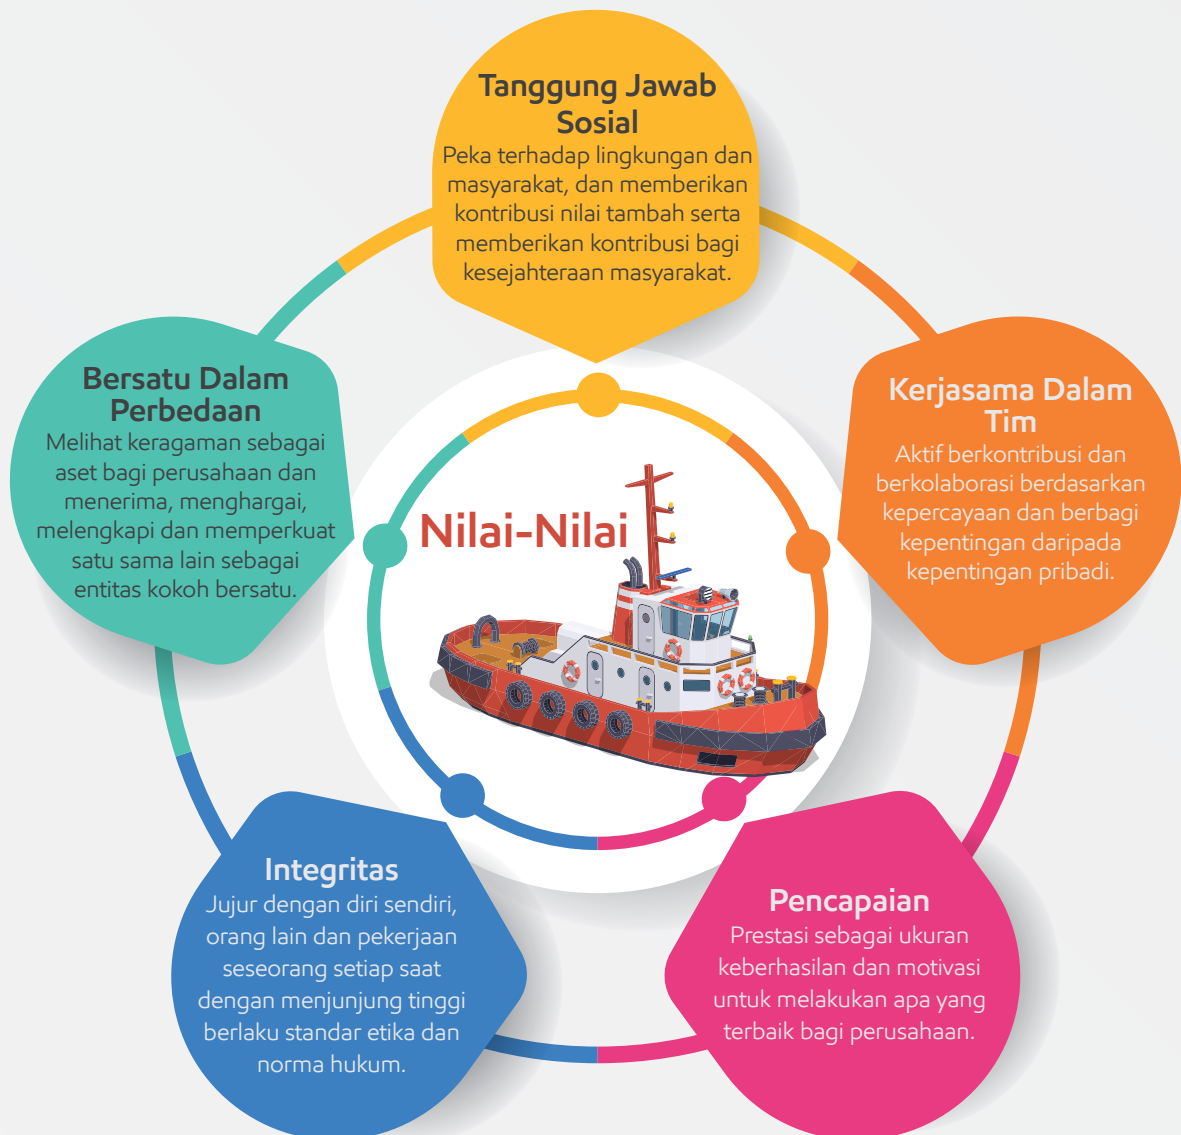 Tanggung Jawab
Sosial
Peka terhadap lingkungan dan
masyarakat, dan memberikan
kontribusi nilai tambah serta
memberikan kontribusi bagi
kesejahteraan masyarakat.
Bersatu Dalam
Perbedaan
Melihat keragaman sebagai
aset bagi perusahaan dan
menerima, menghargai,
melengkapi dan memperkuat
satu sama lain sebagai
entitas kokoh bersatu.
Kerjasama Dalam
Tim
Aktif berkontribusi dan
berkolaborasi berdasarkan
kepercayaan dan berbagi
kepentingan daripada
kepentingan pribadi.
Nilai-Nilai
Integritas
Jujur dengan diri sendiri,
orang lain dan pekerjaan
seseorang setiap saat
dengan menjunjung tinggi
berlaku standar etika dan
norma hukum.
Pencapaian
Prestasi sebagai ukuran
keberhasilan dan motivasi
untuk melakukan apa yang
terbaik bagi perusahaan.